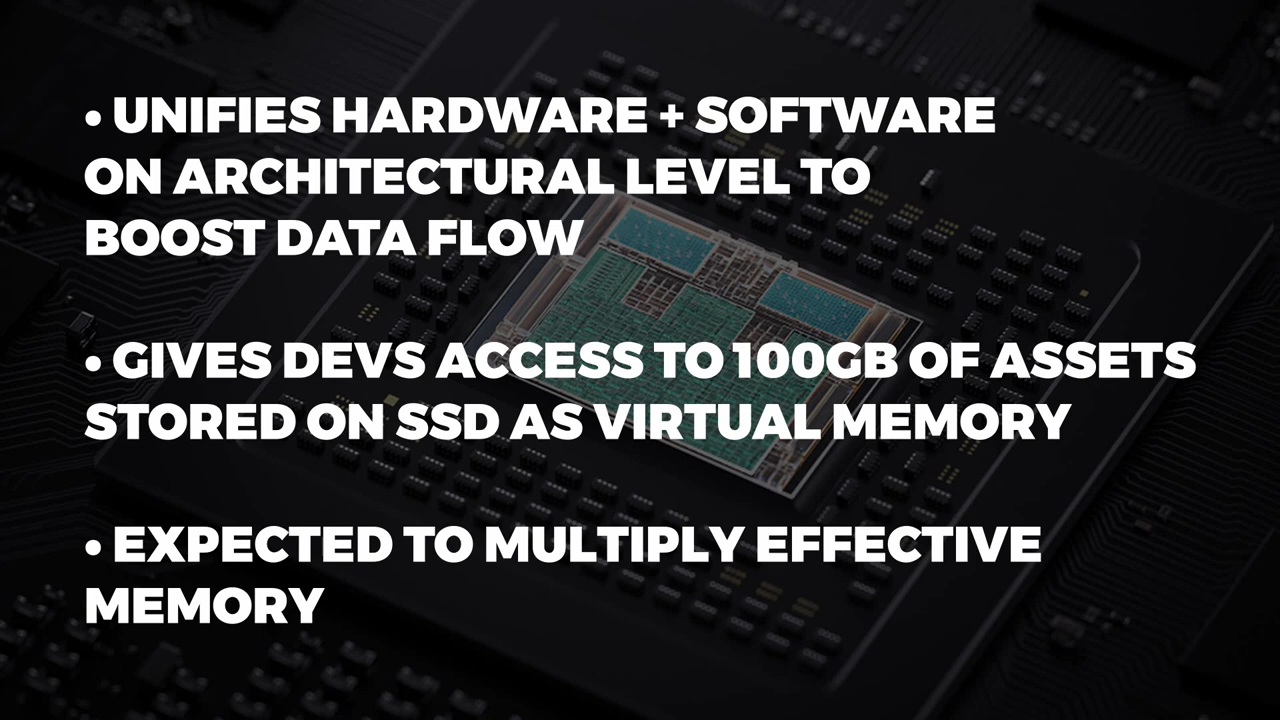 • UNIFIES HARDWARE + SOFTWARE
ON ARCHITECTURAL LEVEL TO
BOOST DATA FLOW
• GIVES DEVS ACCESS TO 100GB OF ASSETS
STORED ON SSD AS VIRTUAL MEMORY
• EXPECTED TO MULTIPLY EFFECTIVE
MEMORY